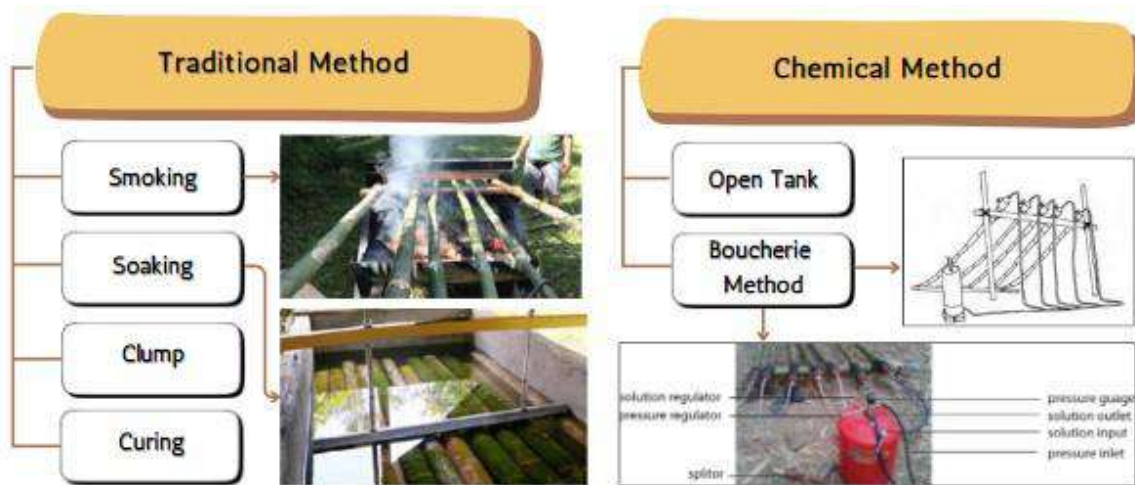 Traditional Method
Smoking
Soaking
Clump
Curing
Chemical Method
Open Tank
Boucherie
Method
solution regulator
pressure regulator
splitor
pressure guage
solution outlet
solution input
pressure inlet